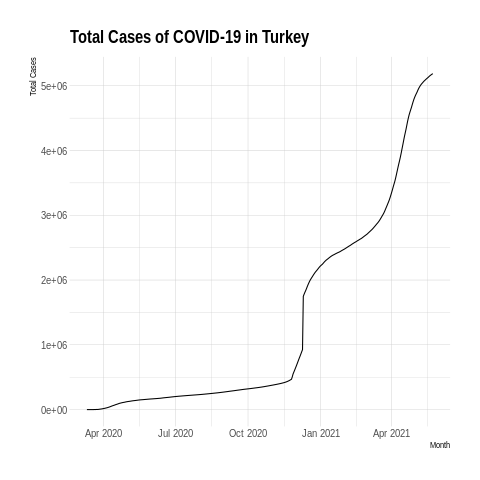 Total Cases of COVID-19 in Turkey
Total Cases
5e+06
4e+06
3e+06
2e+06
1e+06
0e+00
Apr 2020 Jul 2020 Oct 2020 Jan 2021 Apr 2021
Month